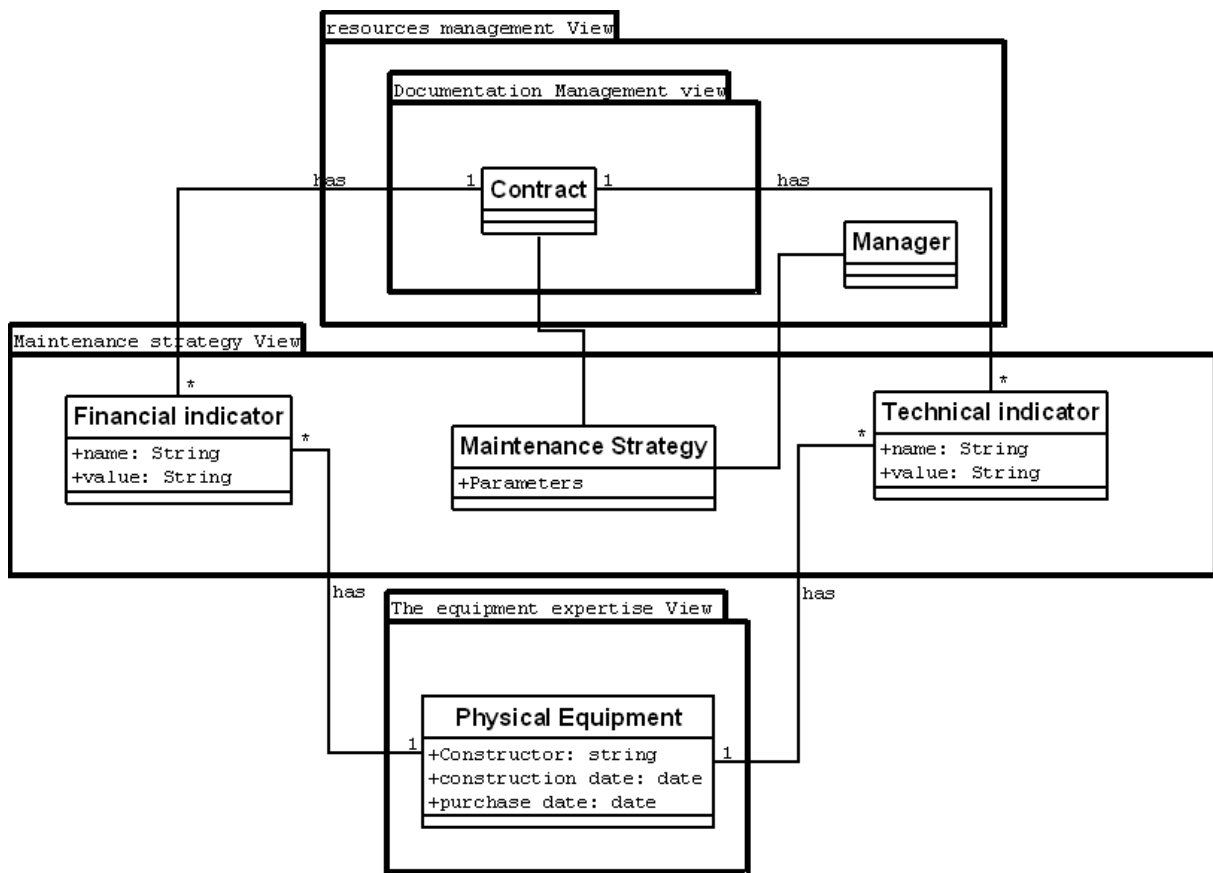 resources management View
Documentation Management view
has 1 Contract 1 has
Manager
Maintenance strategy View
* *
Financial indicator
+name: String
+value: String
*
Maintenance Strategy
+Parameters
Technical indicator
+name: String
+value: String
*
has has
The equipment expertise View
Physical Equipment
+Constructor: string
+construction date: date
+purchase date: date
1 1